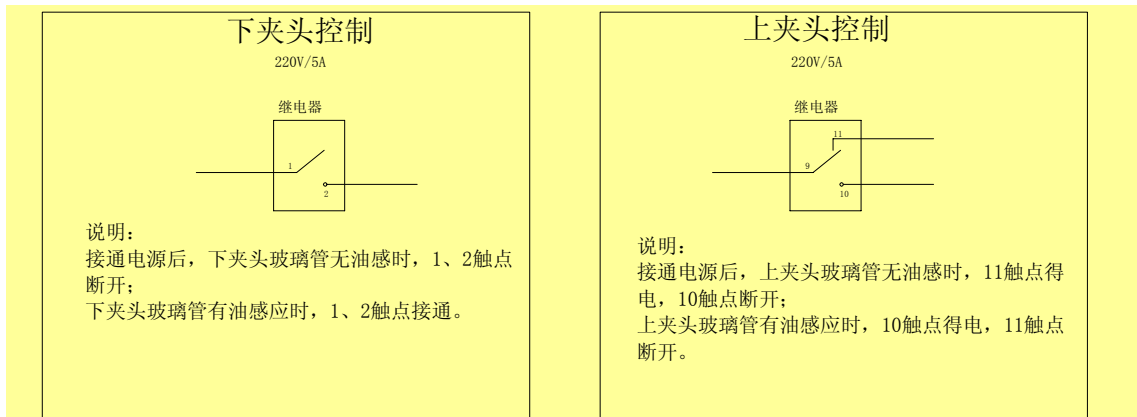 下夹头控制
220V/5A
继电器
1
2
说明:
接通电源后，下夹头玻璃管无油感时，1、2触点
断开;
下夹头玻璃管有油感应时，1、2触点接通。
上夹头控制
220V/5A
继电器
11
9
10
说明:
接通电源后，上夹头玻璃管无油感时，11触点得
电，10触点断开;
上夹头玻璃管有油感应时，10触点得电，11触点
断开。